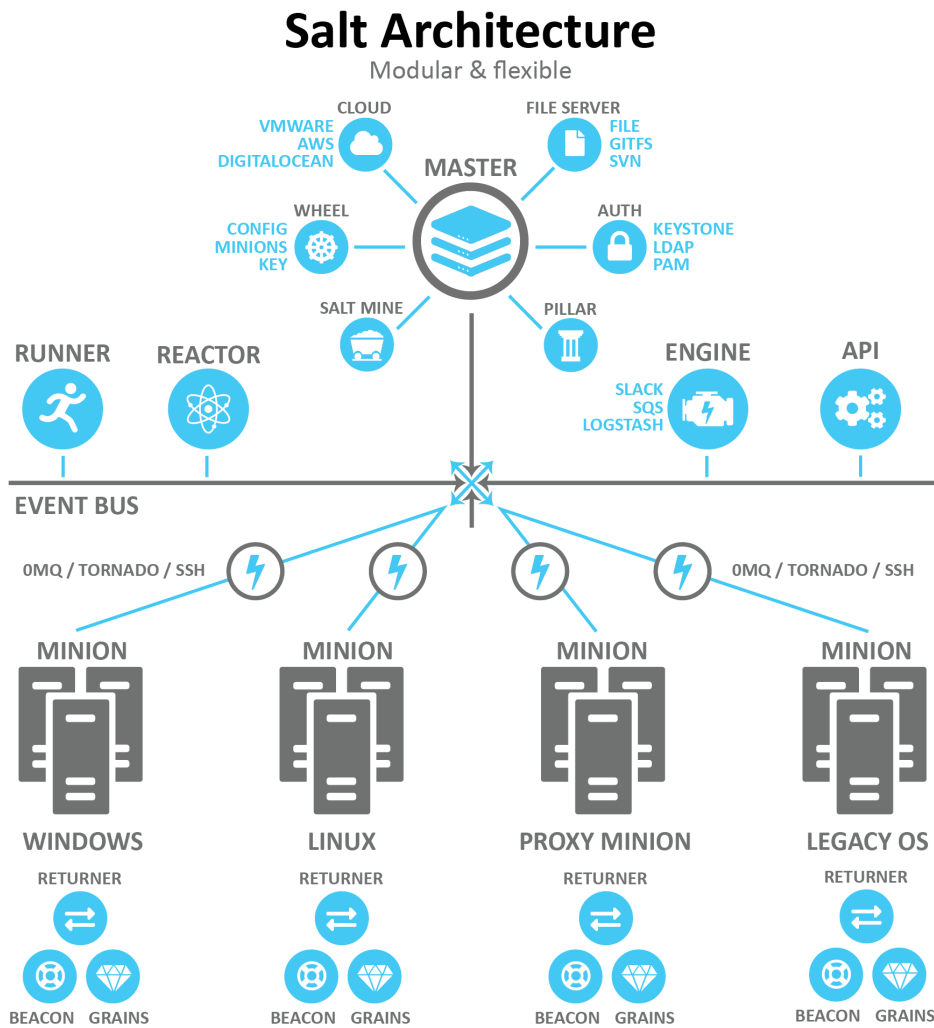 Salt Architecture
Modular & flexible
CLOUD
VMWARE
AWS
DIGITALOCEAN
FILE SERVER
FILE
GITFS
SVN
MASTER
WHEEL
CONFIG
MINIONS
KEY
AUTH
KEYSTONE
LDAP
PAM
SALT MINE
PILLAR
RUNNER
REACTOR
ENGINE
SLACK
SQS
LOGSTASH
API
EVENT BUS
0MQ / TORNADO / SSH
0MQ / TORNADO / SSH
MINION
MINION
MINION
MINION
WINDOWS
LINUX
PROXY MINION
LEGACY OS
RETURNER
RETURNER
RETURNER
RETURNER
BEACON GRAINS
BEACON GRAINS
BEACON GRAINS
BEACON GRAINS